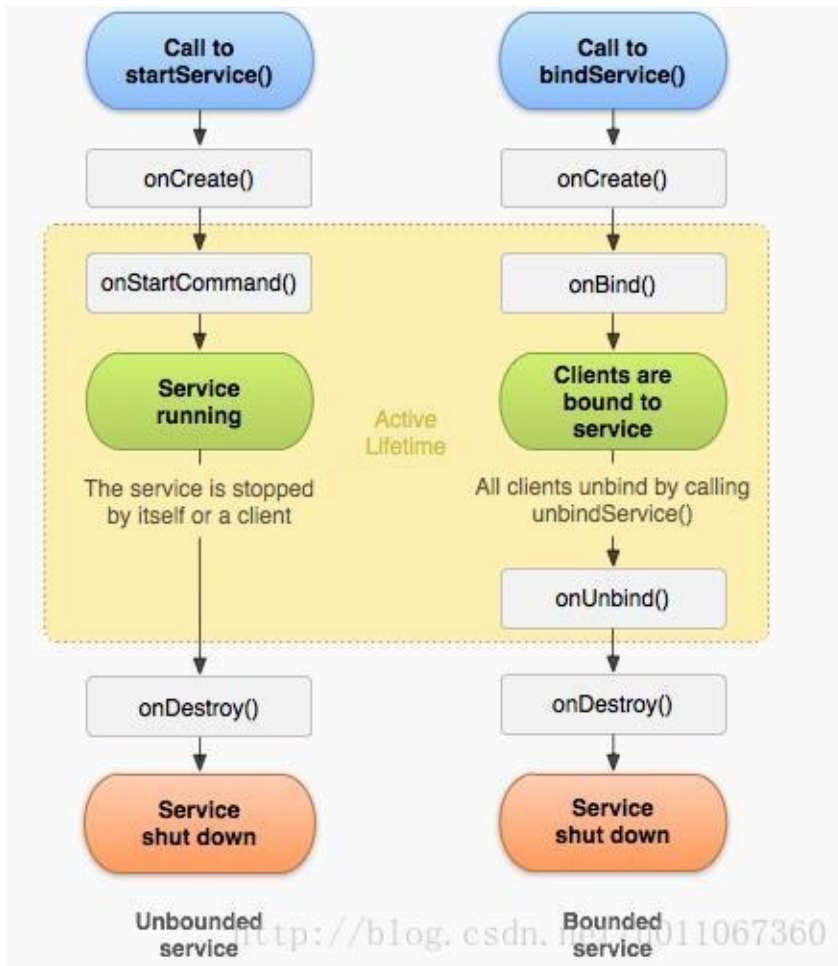 Call to
startService()
onCreate()
onStartCommand()
Service
running
The service is stopped
by itself or a client
onDestroy()
Service
shut down
Unbounded
service
Call to
bindService()
onCreate()
onBind()
Clients are
bound to
service
All clients unbind by calling
unbindService()
onUnbind()
onDestroy()
Service
shut down
Bounded
service
Active
Lifetime
http://blog.csdn.net/u011067360